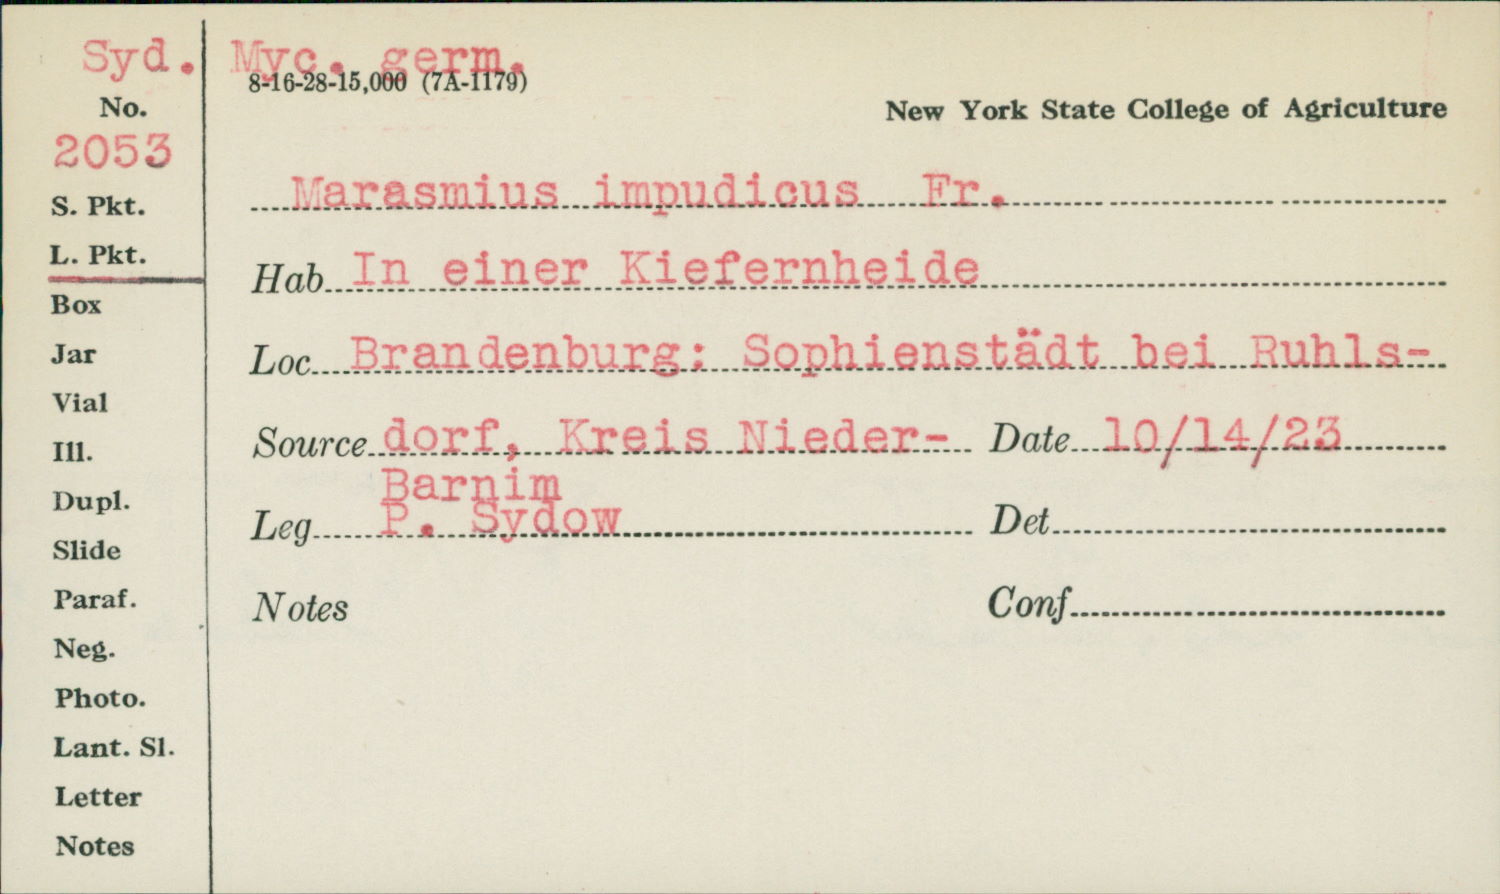 Syd. Myc. germ.
8-16-28-15,000 (7A-1179)
No.
New York State College of Agriculture
2053
Marasmius impudicus Fr.
S. Pkt.
L. Pkt.
Hab In einer Kiefernheide
Box
Jar
Loc Brandenburg: Sophienstädt bei Ruhls-
Vial
Ill.
Source dorf, Kreis Nieder- Date 10/14/23
Barnim
Dupl.
Leg P. Sydow Det
Slide
Paraf.
Notes Conf
Neg.
Photo.
Lant. Sl.
Letter
Notes